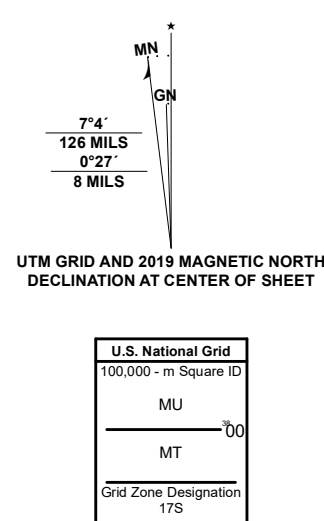 ★
MN
GN
7°4´
126 MILS
0°27´
8 MILS
UTM GRID AND 2019 MAGNETIC NORTH
DECLINATION AT CENTER OF SHEET
U.S. National Grid
100,000 - m Square ID
MU
³⁹00
MT
Grid Zone Designation
17S